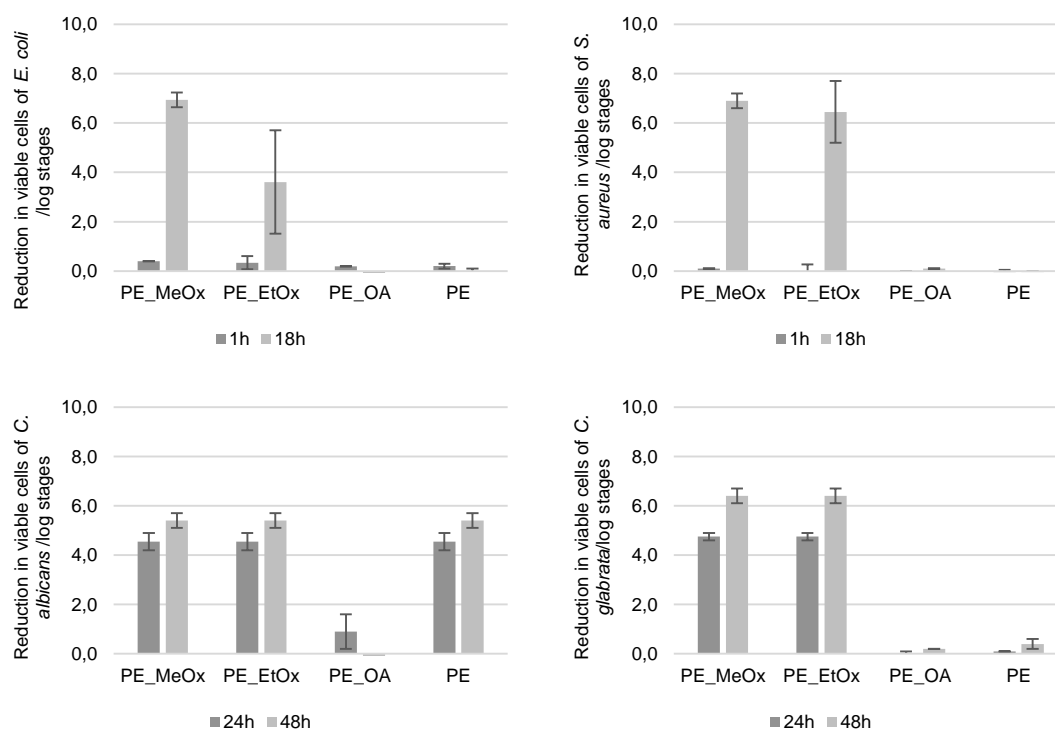 Reduction in viable cells of E. coli
/log stages
10,0
8,0
6,0
4,0
2,0
0,0
PE_MeOx PE_EtOx PE_OA PE
1h 18h
Reduction in viable cells of S.
aureus /log stages
10,0
8,0
6,0
4,0
2,0
0,0
PE_MeOx PE_EtOx PE_OA PE
1h 18h
Reduction in viable cells of C.
albicans /log stages
10,0
8,0
6,0
4,0
2,0
0,0
PE_MeOx PE_EtOx PE_OA PE
24h 48h
Reduction in viable cells of C.
glabrata/log stages
10,0
8,0
6,0
4,0
2,0
0,0
PE_MeOx PE_EtOx PE_OA PE
24h 48h